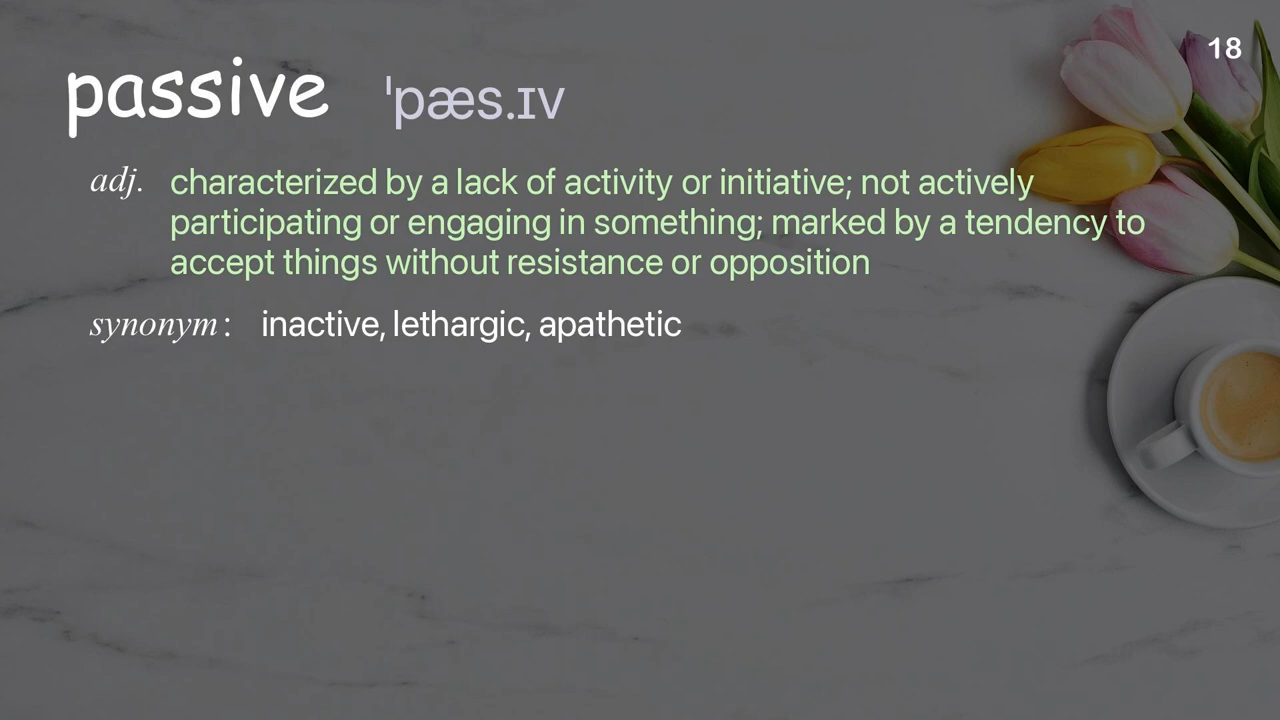 18
passive ˈpæs.ɪv
adj. characterized by a lack of activity or initiative; not actively
participating or engaging in something; marked by a tendency to
accept things without resistance or opposition
synonym : inactive, lethargic, apathetic